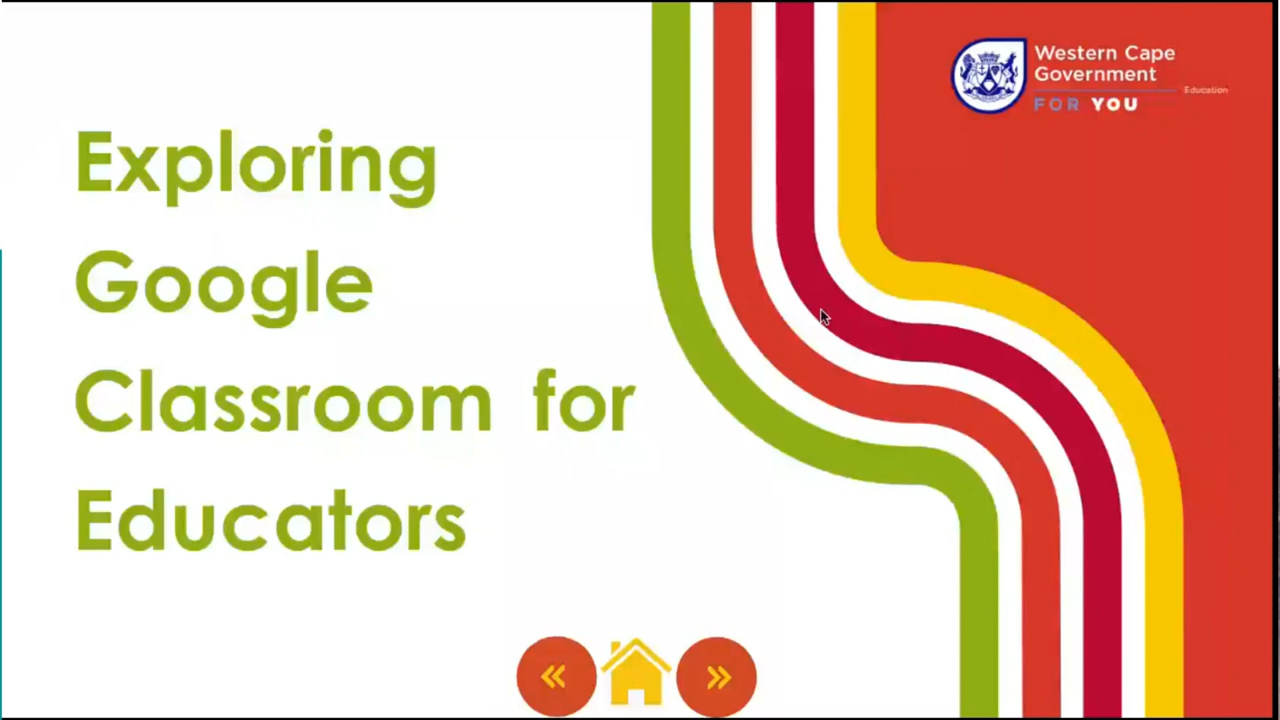 Exploring
Google
Classroom for
Educators
Western Cape
Government
Education
FOR YOU